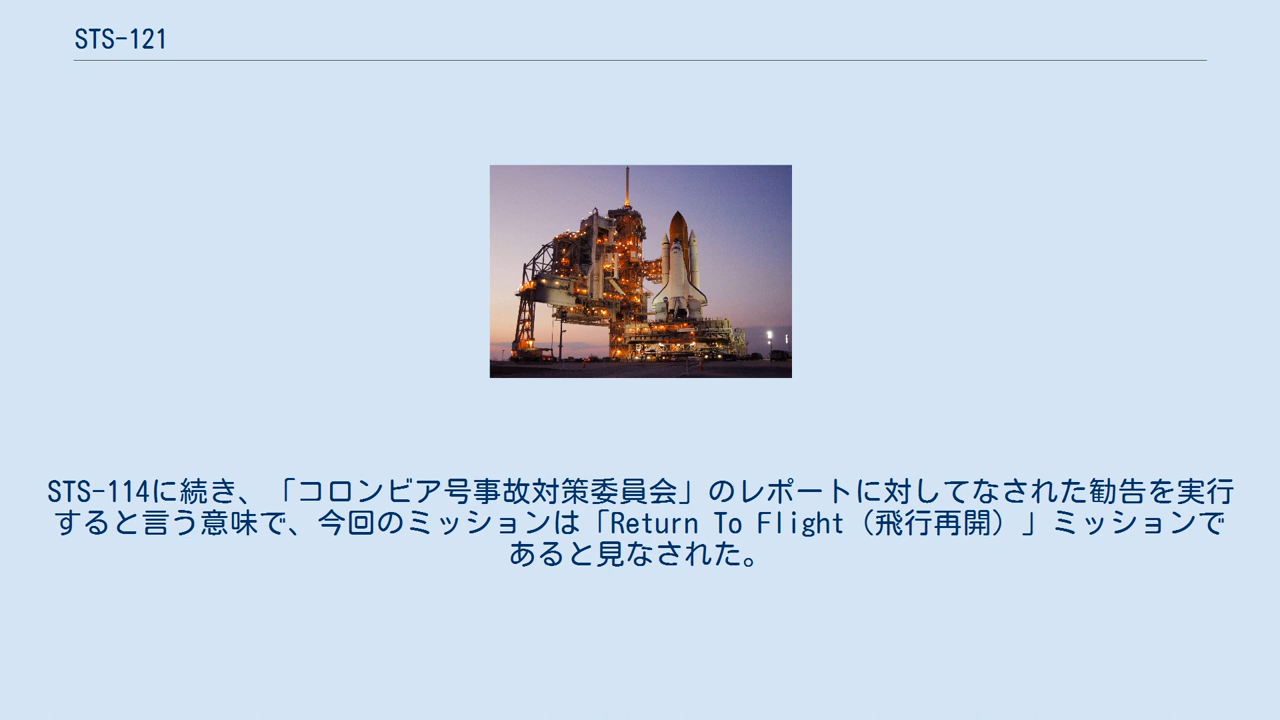 STS-121
STS-114に続き、「コロンビア号事故対策委員会」のレポートに対してなされた勧告を実行
すると言う意味で、今回のミッションは「Return To Flight（飛行再開）」ミッションで
あると見なされた。